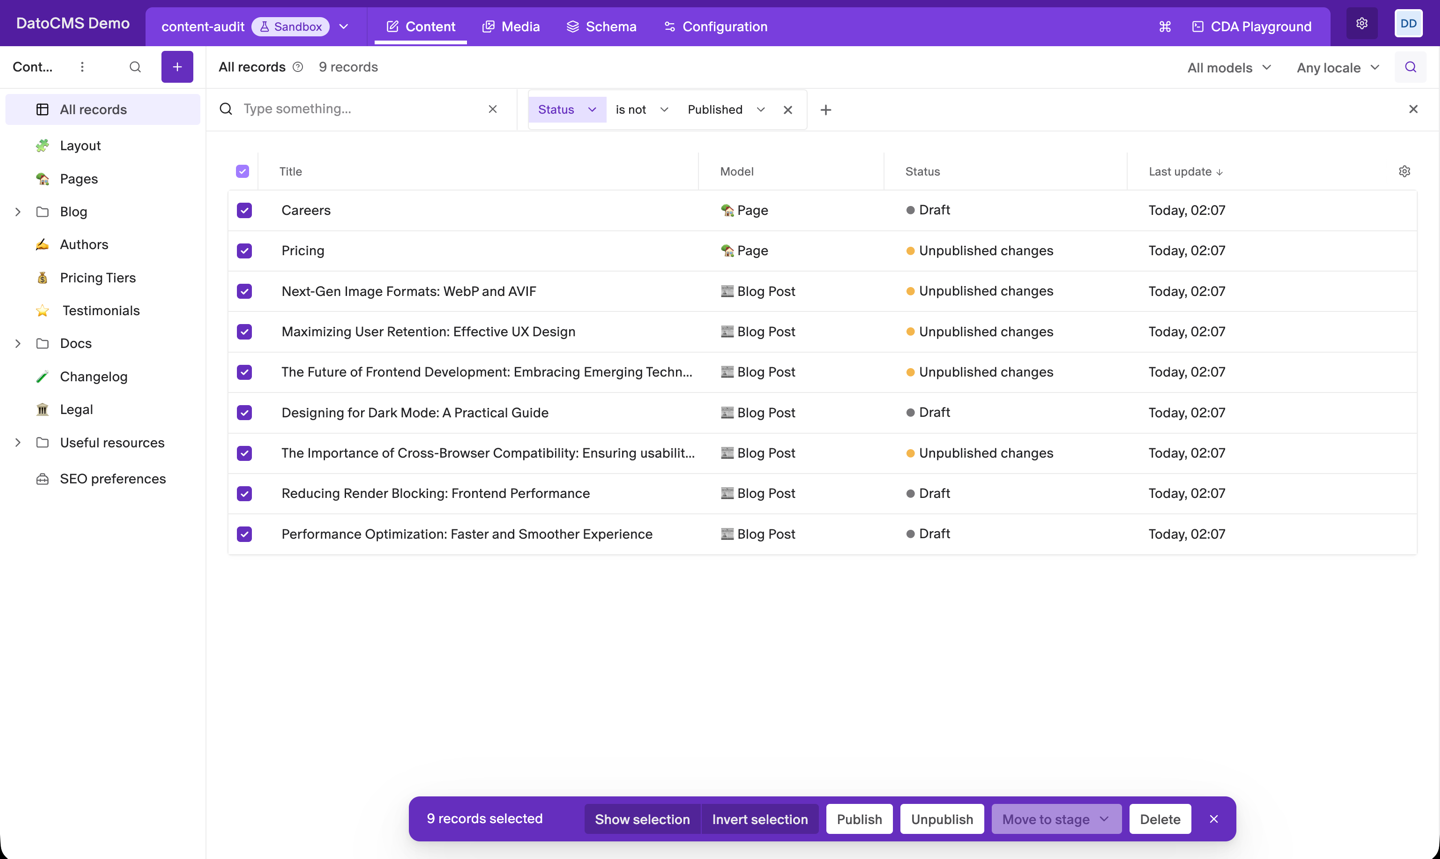 DatoCMS Demo
content-audit Sandbox
Content Media Schema Configuration
CDA Playground
DD
Cont...
All records 9 records
All models Any locale
Type something...
Status is not Published
All records
Layout
Pages
Blog
Authors
Pricing Tiers
Testimonials
Docs
Changelog
Legal
Useful resources
SEO preferences
Title Model Status Last update ↓
Careers Page Draft Today, 02:07
Pricing Page Unpublished changes Today, 02:07
Next-Gen Image Formats: WebP and AVIF Blog Post Unpublished changes Today, 02:07
Maximizing User Retention: Effective UX Design Blog Post Unpublished changes Today, 02:07
The Future of Frontend Development: Embracing Emerging Techn... Blog Post Unpublished changes Today, 02:07
Designing for Dark Mode: A Practical Guide Blog Post Draft Today, 02:07
The Importance of Cross-Browser Compatibility: Ensuring usabilit... Blog Post Unpublished changes Today, 02:07
Reducing Render Blocking: Frontend Performance Blog Post Draft Today, 02:07
Performance Optimization: Faster and Smoother Experience Blog Post Draft Today, 02:07
9 records selected Show selection Invert selection Publish Unpublish Move to stage Delete